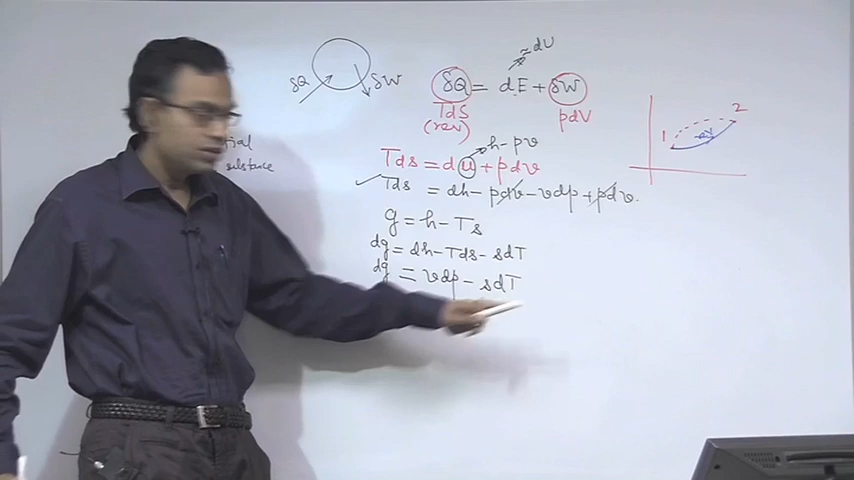 δQ
δW
≈ dU
δQ = dE + δW
TdS
(rev)
pdV
tial
substance
h - pv
Tds = du + pdv
✓ Tds = dh - pdv - vdp + pdv.
g = h - Ts
dg = dh - Tds - sdT
dg = vdp - sdT
1
2